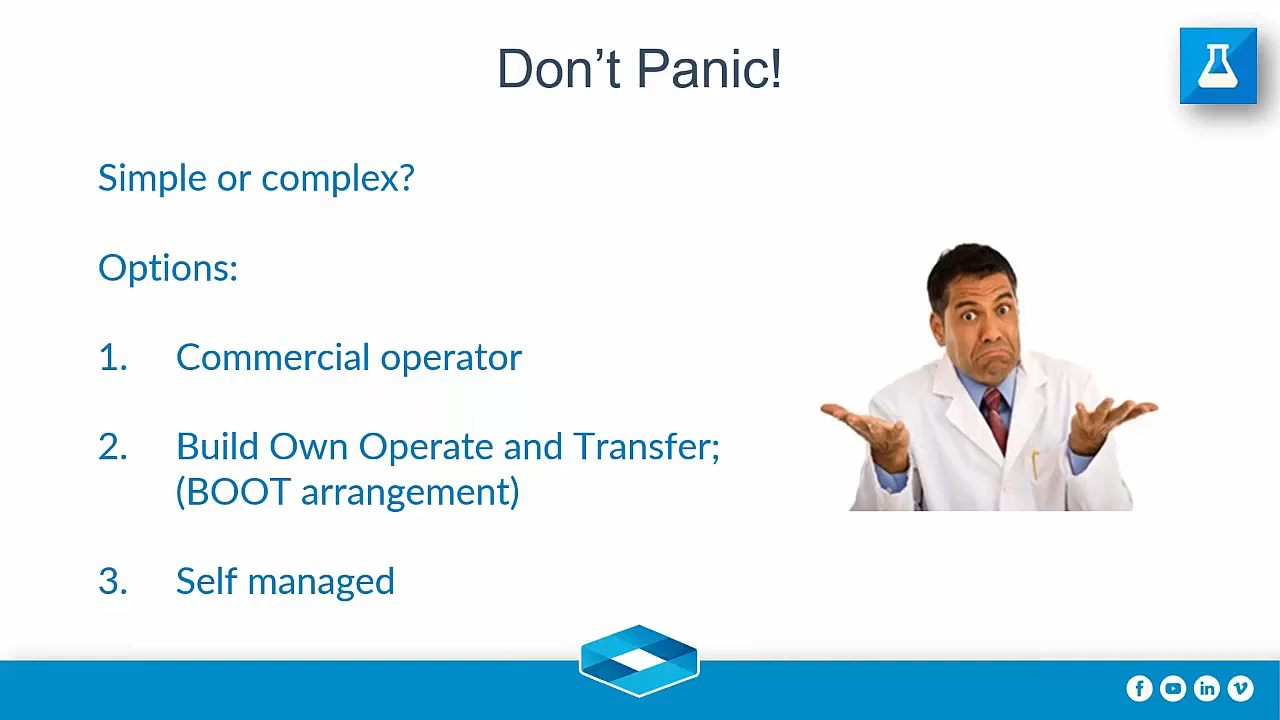 Don’t Panic!
Simple or complex?
Options:
1. Commercial operator
2. Build Own Operate and Transfer;
(BOOT arrangement)
3. Self managed